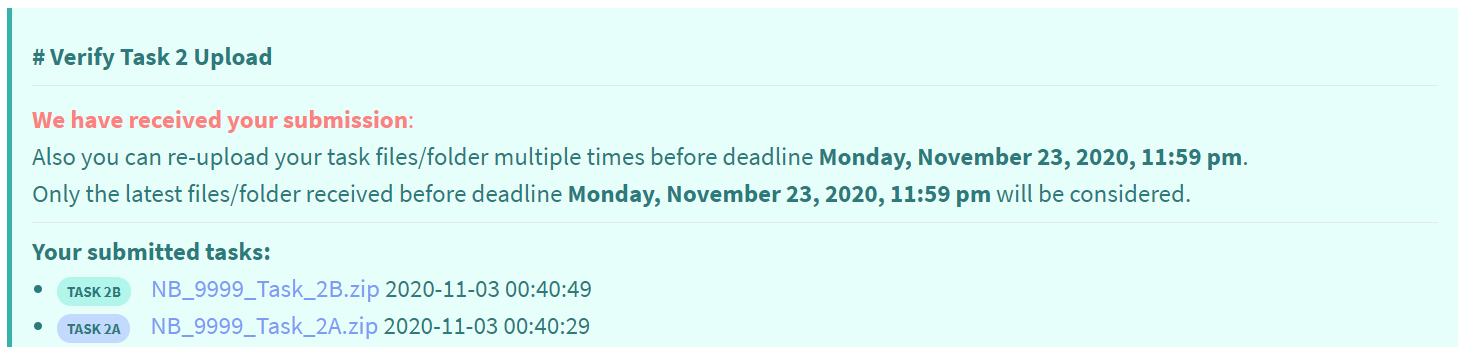 # Verify Task 2 Upload
We have received your submission:
Also you can re-upload your task files/folder multiple times before deadline Monday, November 23, 2020, 11:59 pm.
Only the latest files/folder received before deadline Monday, November 23, 2020, 11:59 pm will be considered.
Your submitted tasks:
• TASK 2B NB_9999_Task_2B.zip 2020-11-03 00:40:49
• TASK 2A NB_9999_Task_2A.zip 2020-11-03 00:40:29